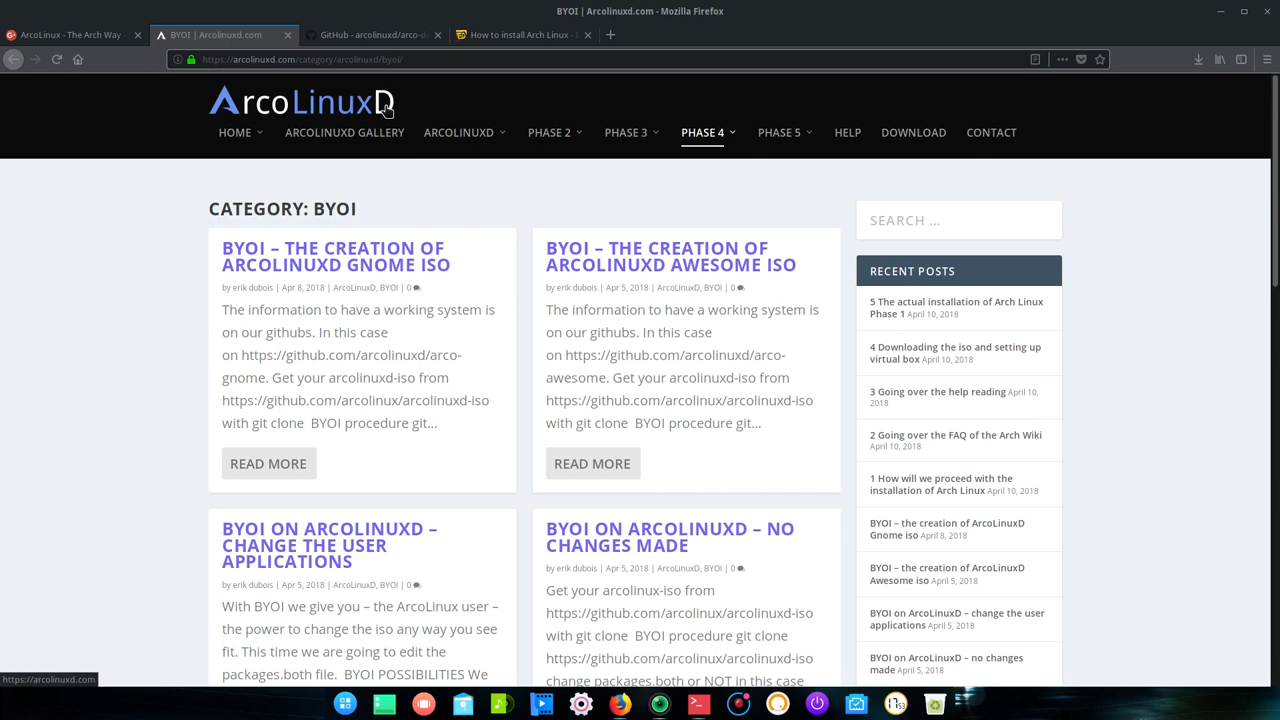 BYOI | Arcolinuxd.com - Mozilla Firefox
ArcoLinux - The Arch Way -
BYOI | Arcolinuxd.com
GitHub - arcolinuxd/arco-d
How to install Arch Linux -
https://arcolinuxd.com/category/arcolinuxd/byoi/
ArcoLinuxD
HOME
ARCOLINUXD GALLERY
ARCOLINUXD
PHASE 2
PHASE 3
PHASE 4
PHASE 5
HELP
DOWNLOAD
CONTACT
CATEGORY: BYOI
BYOI – THE CREATION OF
ARCOLINUXD GNOME ISO
by erik dubois | Apr 8, 2018 | ArcoLinuxD, BYOI | 0
The information to have a working system is
on our githubs. In this case
on https://github.com/arcolinuxd/arco-
gnome. Get your arcolinuxd-iso from
https://github.com/arcolinux/arcolinuxd-iso
with git clone  BYOI procedure git...
READ MORE
BYOI – THE CREATION OF
ARCOLINUXD AWESOME ISO
by erik dubois | Apr 5, 2018 | ArcoLinuxD, BYOI | 0
The information to have a working system is
on our githubs. In this case
on https://github.com/arcolinuxd/arco-
awesome. Get your arcolinuxd-iso from
https://github.com/arcolinux/arcolinuxd-iso
with git clone  BYOI procedure git...
READ MORE
BYOI ON ARCOLINUXD –
CHANGE THE USER
APPLICATIONS
by erik dubois | Apr 5, 2018 | ArcoLinuxD, BYOI | 0
With BYOI we give you – the ArcoLinux user –
the power to change the iso any way you see
fit. This time we are going to edit the
packages.both file.  BYOI POSSIBILITIES We
BYOI ON ARCOLINUXD – NO
CHANGES MADE
by erik dubois | Apr 5, 2018 | ArcoLinuxD, BYOI | 0
Get your arcolinux-iso from
https://github.com/arcolinux/arcolinuxd-iso
with git clone  BYOI procedure git clone
https://github.com/arcolinux/arcolinuxd-iso
change packages.both or NOT in this case
SEARCH ...
RECENT POSTS
5 The actual installation of Arch Linux
Phase 1 April 10, 2018
4 Downloading the iso and setting up
virtual box April 10, 2018
3 Going over the help reading April 10,
2018
2 Going over the FAQ of the Arch Wiki
April 10, 2018
1 How will we proceed with the
installation of Arch Linux April 10, 2018
BYOI – the creation of ArcoLinuxD
Gnome iso April 8, 2018
BYOI – the creation of ArcoLinuxD
Awesome iso April 5, 2018
BYOI on ArcoLinuxD – change the user
applications April 5, 2018
BYOI on ArcoLinuxD – no changes
made April 5, 2018
https://arcolinuxd.com